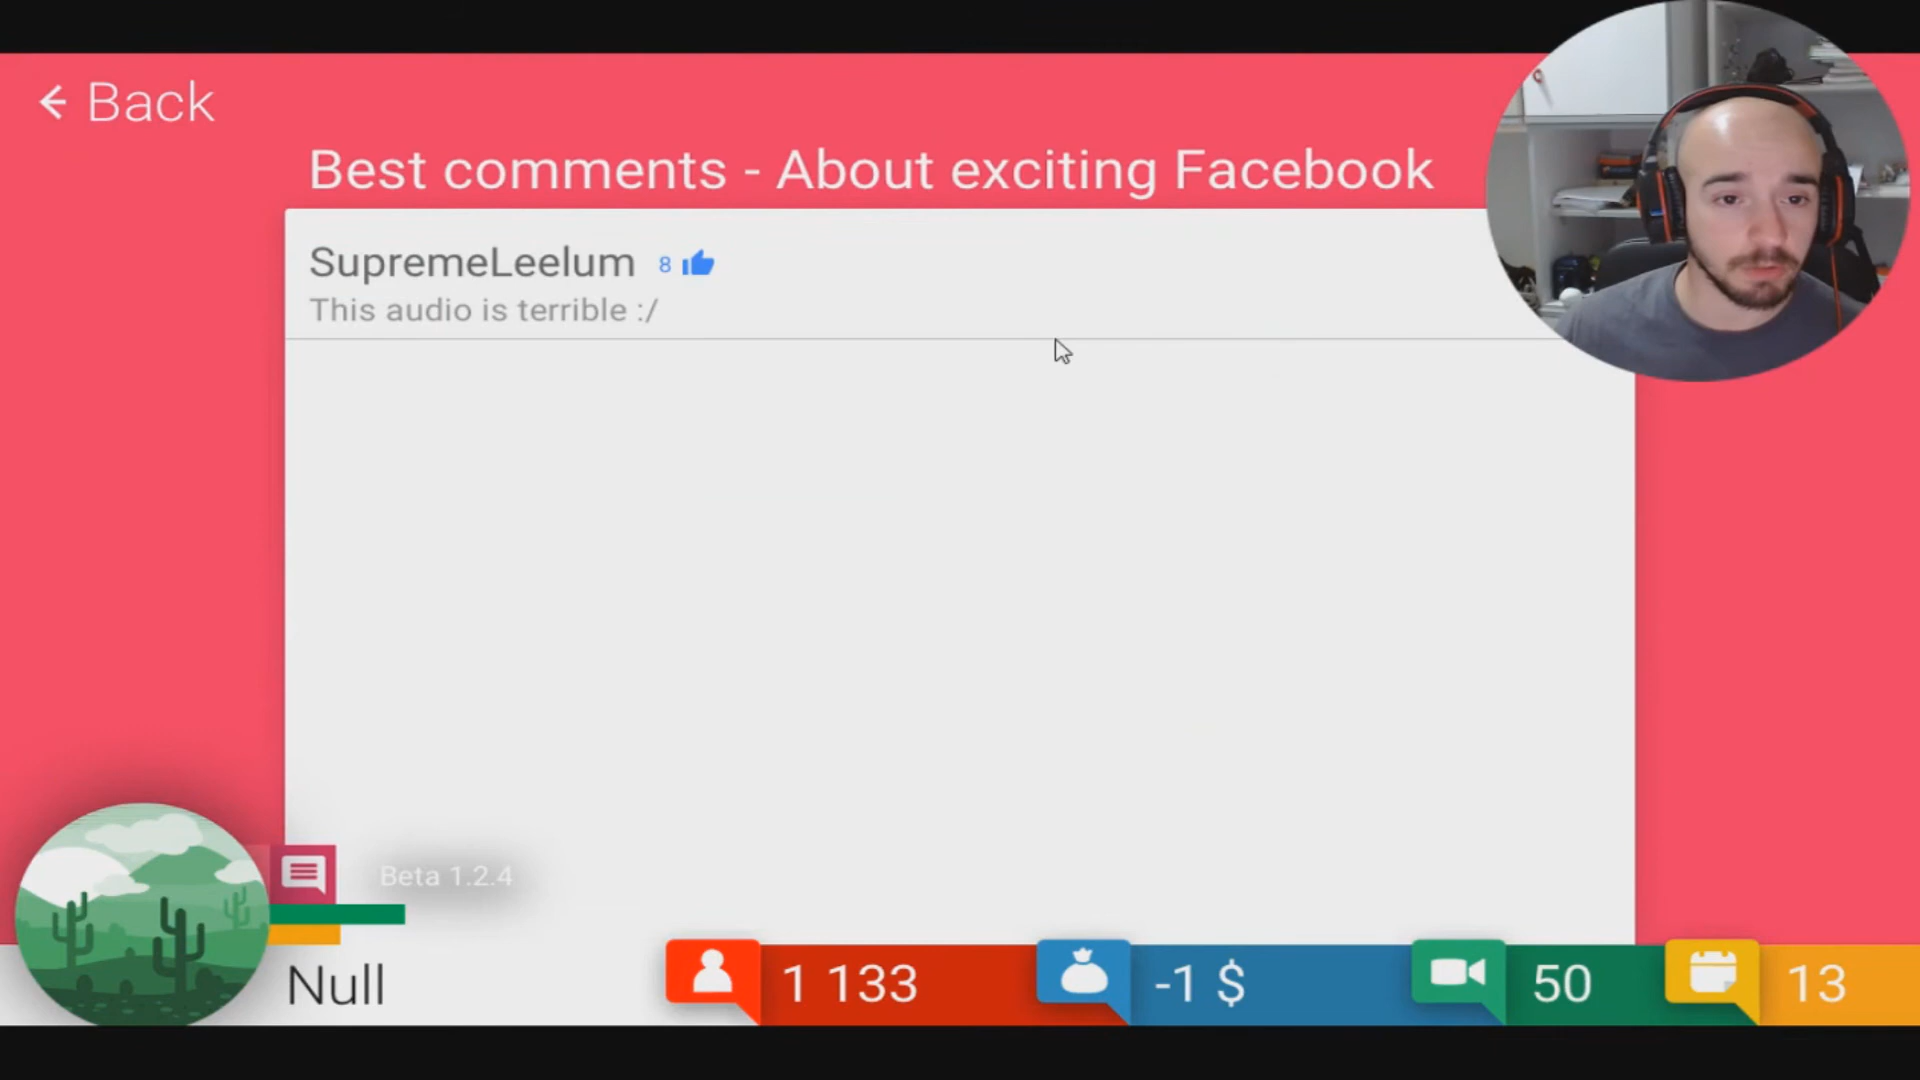 Back
Best comments - About exciting Facebook
SupremeLeelum 8
This audio is terrible :/
Beta 1.2.4
Null
1 133
-1 $
50
13